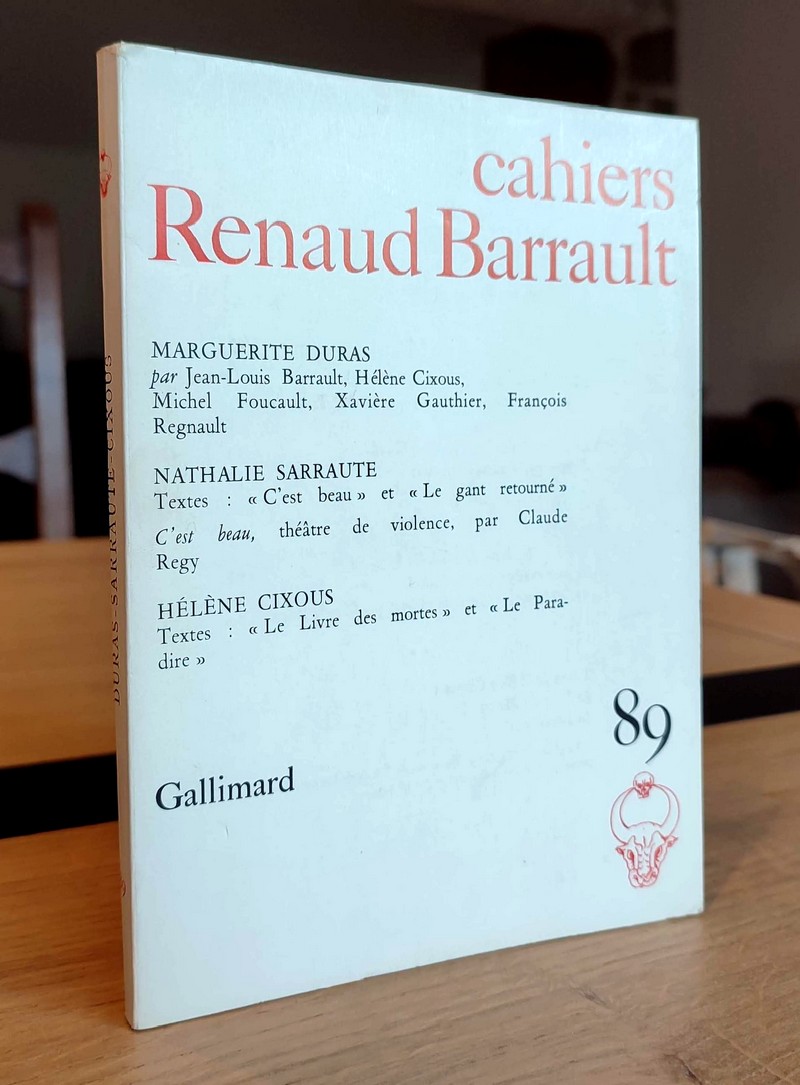 cahiers
Renaud Barrault
MARGUERITE DURAS
par Jean-Louis Barrault, Hélène Cixous,
Michel Foucault, Xavière Gauthier, François
Regnault
NATHALIE SARRAUTE
Textes : « C'est beau » et « Le gant retourné »
C'est beau, théâtre de violence, par Claude
Regy
HÉLÈNE CIXOUS
Textes : « Le Livre des mortes » et « Le Para-
dire »
89
Gallimard
DURAS-SARRAUTE-CIXOUS